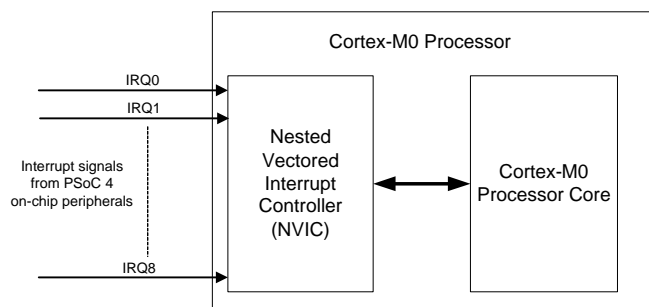 Cortex-M0 Processor
IRQ0
IRQ1
Interrupt signals
from PSoC 4
on-chip peripherals
IRQ8
Nested
Vectored
Interrupt
Controller
(NVIC)
Cortex-M0
Processor Core